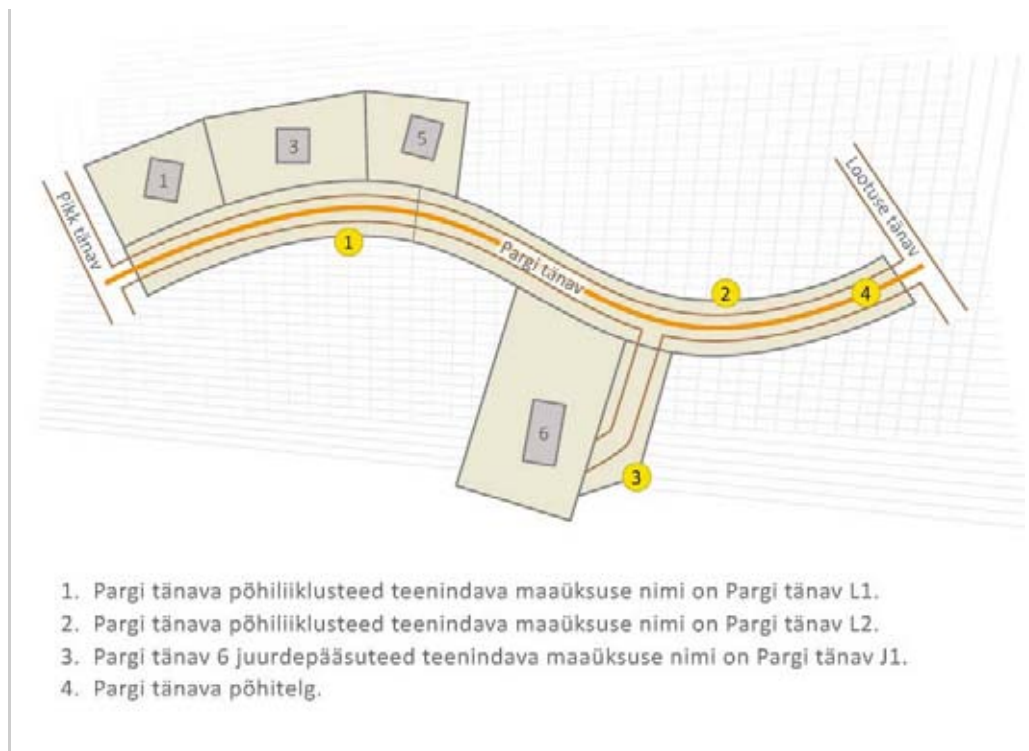 1
3
5
Pikk tänav
Lootuse tänav
1
Pargi tänav
2
4
6
3
1. Pargi tänava põhiliiklusteed teenindava maaüksuse nimi on Pargi tänav L1.
2. Pargi tänava põhiliiklusteed teenindava maaüksuse nimi on Pargi tänav L2.
3. Pargi tänav 6 juurdepääsuteed teenindava maaüksuse nimi on Pargi tänav J1.
4. Pargi tänava põhitelg.